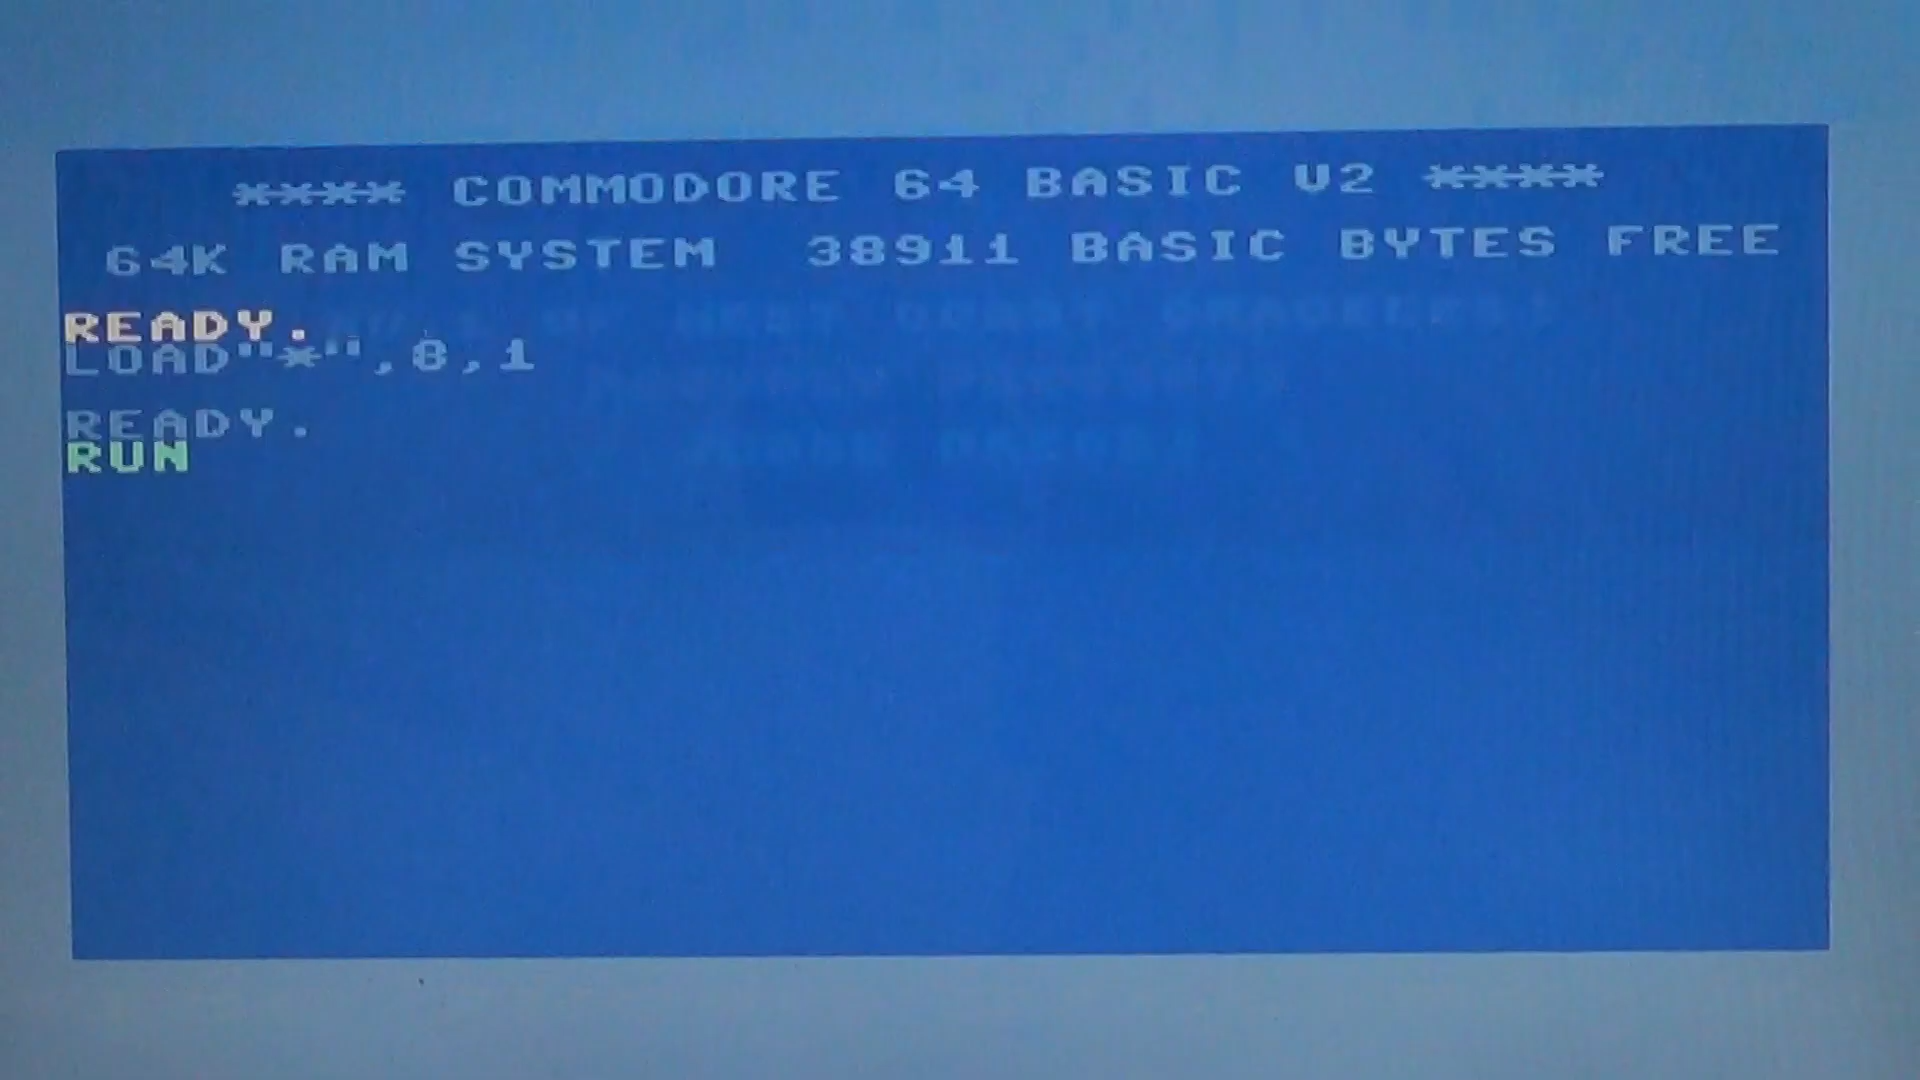 **** COMMODORE 64 BASIC V2 ****
64K RAM SYSTEM 38911 BASIC BYTES FREE
READY.
LOAD"*",8,1
READY.
RUN